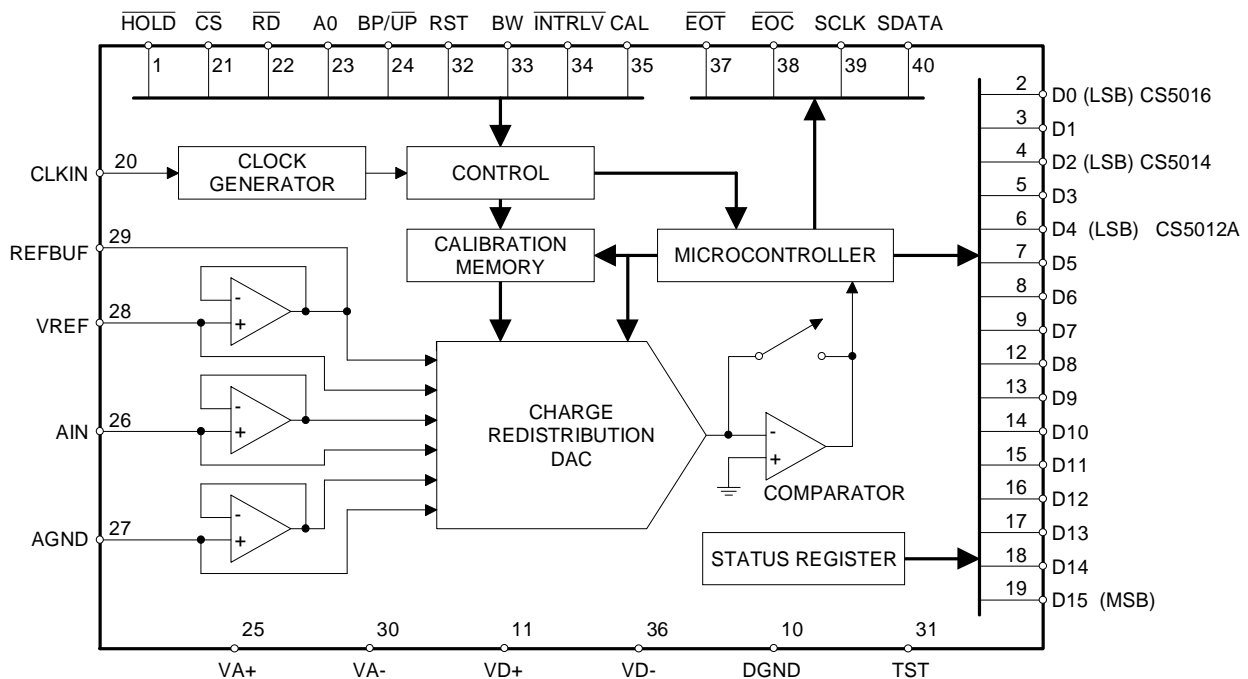 HOLD CS RD A0 BP/UP RST BW INTRLV CAL EOT EOC SCLK SDATA
1 21 22 23 24 32 33 34 35 37 38 39 40
2 D0 (LSB) CS5016
3 D1
4 D2 (LSB) CS5014
5 D3
6 D4 (LSB) CS5012A
7 D5
8 D6
9 D7
12 D8
13 D9
14 D10
15 D11
16 D12
17 D13
18 D14
19 D15 (MSB)
CLKIN 20
CLOCK
GENERATOR
CONTROL
REFBUF 29
CALIBRATION
MEMORY
MICROCONTROLLER
VREF 28
-
+
AIN 26
-
+
AGND 27
-
+
CHARGE
REDISTRIBUTION
DAC
-
+
COMPARATOR
STATUS REGISTER
25 30 11 36 10 31
VA+ VA- VD+ VD- DGND TST